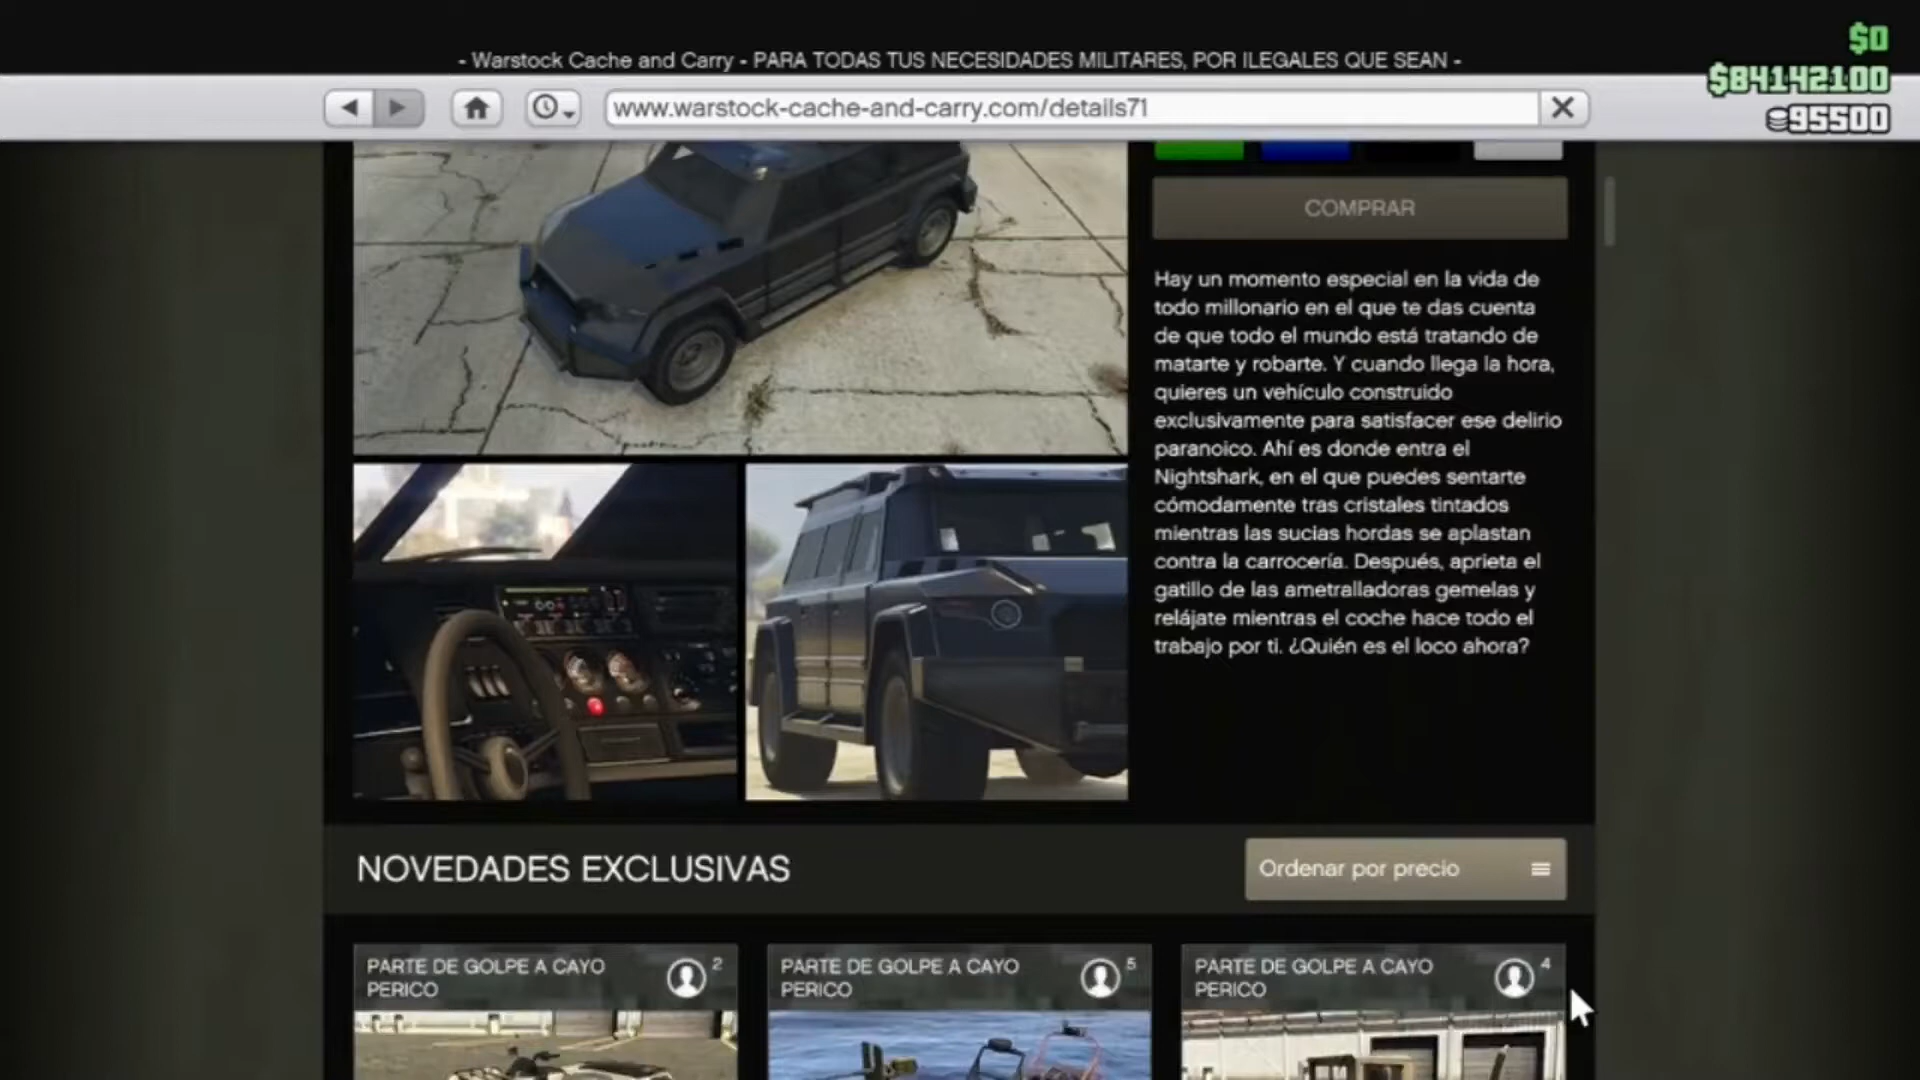 - Warstock Cache and Carry - PARA TODAS TUS NECESIDADES MILITARES, POR ILEGALES QUE SEAN -
$0
$84142100
95500
www.warstock-cache-and-carry.com/details71
COMPRAR
Hay un momento especial en la vida de
todo millonario en el que te das cuenta
de que todo el mundo está tratando de
matarte y robarte. Y cuando llega la hora,
quieres un vehículo construido
exclusivamente para satisfacer ese delirio
paranoico. Ahí es donde entra el
Nightshark, en el que puedes sentarte
cómodamente tras cristales tintados
mientras las sucias hordas se aplastan
contra la carrocería. Después, aprieta el
gatillo de las ametralladoras gemelas y
relájate mientras el coche hace todo el
trabajo por ti. ¿Quién es el loco ahora?
NOVEDADES EXCLUSIVAS
Ordenar por precio
PARTE DE GOLPE A CAYO
PERICO
2
PARTE DE GOLPE A CAYO
PERICO
5
PARTE DE GOLPE A CAYO
PERICO
4